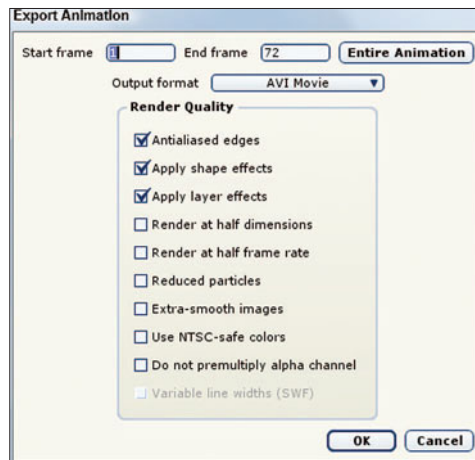 Export Animation
Start frame 1 End frame 72 Entire Animation
Output format AVI Movie
Render Quality
Antialiased edges
Apply shape effects
Apply layer effects
Render at half dimensions
Render at half frame rate
Reduced particles
Extra-smooth images
Use NTSC-safe colors
Do not premultiply alpha channel
Variable line widths (SWF)
OK Cancel